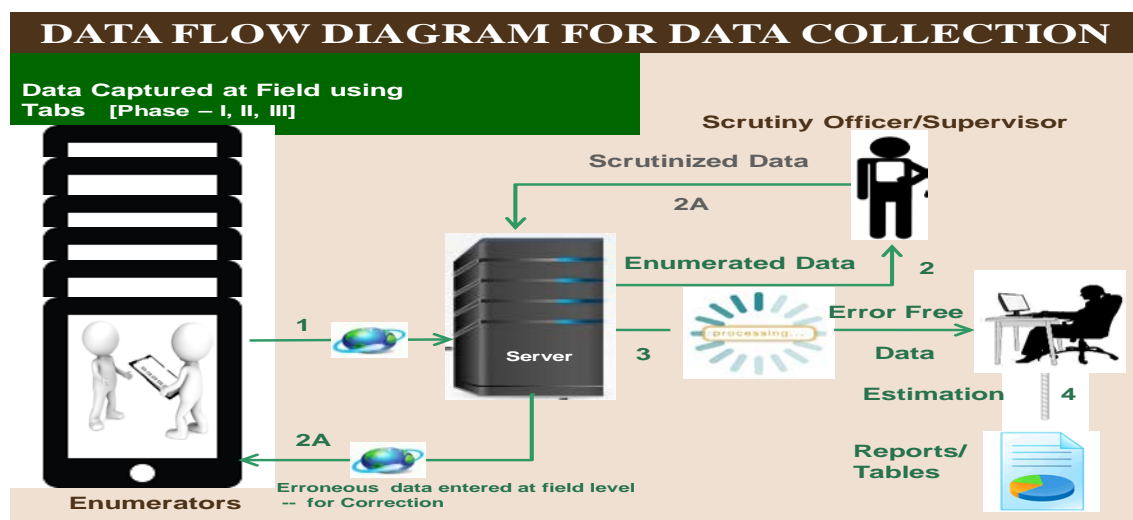 DATA FLOW DIAGRAM FOR DATA COLLECTION
Data Captured at Field using
Tabs [Phase – I, II, III]
Scrutiny Officer/Supervisor
Scrutinized Data
2A
Enumerated Data
2
1
Server
3
processing...
Error Free
Data
Estimation
4
2A
Reports/
Tables
Erroneous data entered at field level
-- for Correction
Enumerators